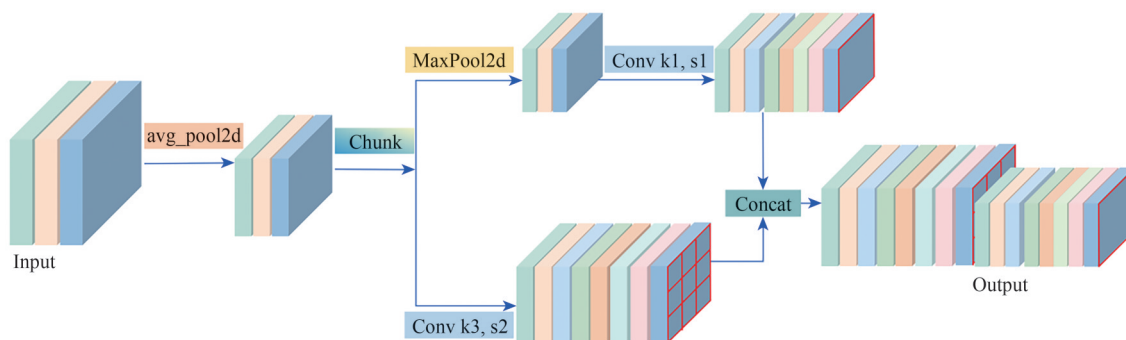 Input
avg_pool2d
Chunk
MaxPool2d
Conv k1, s1
Conv k3, s2
Concat
Output